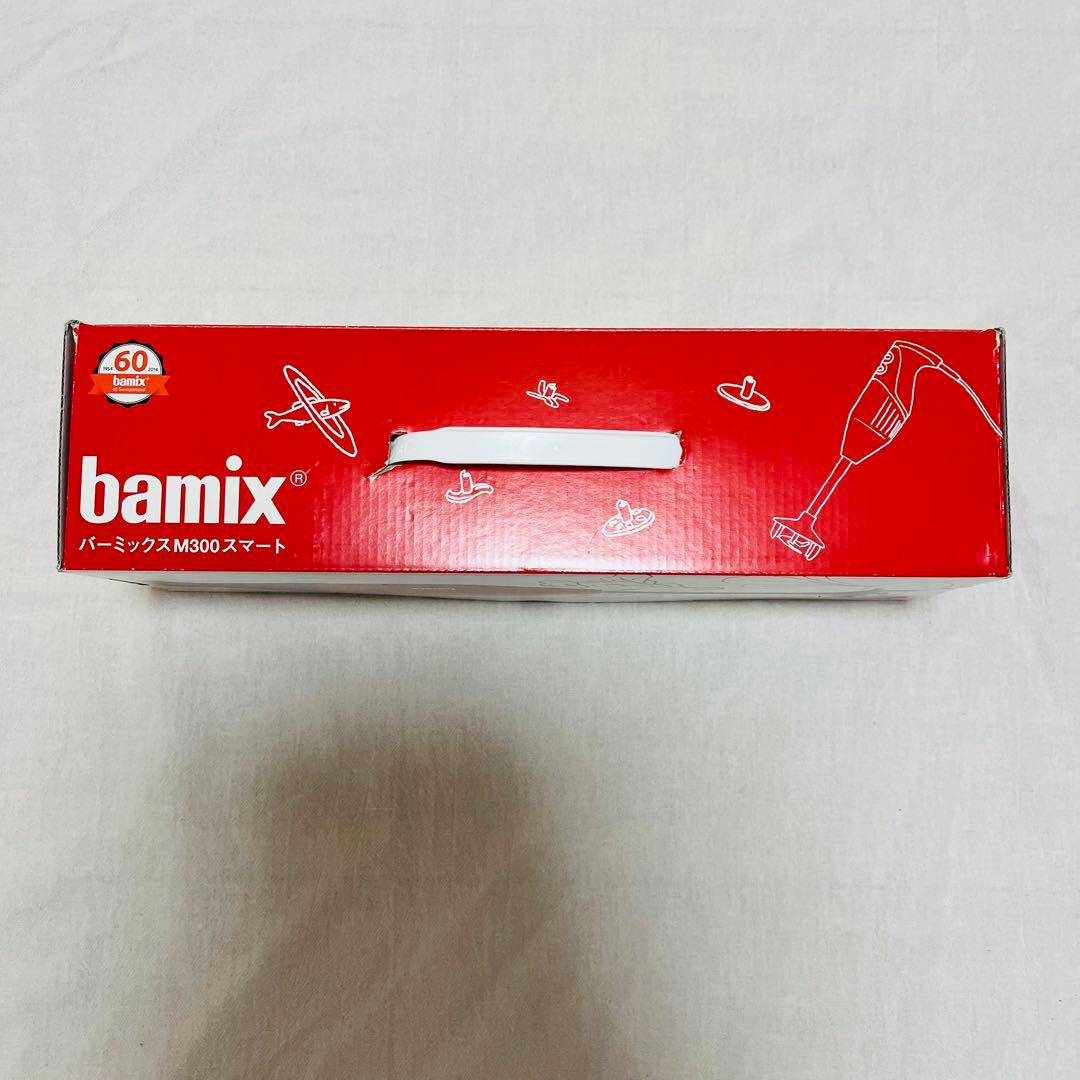 60
1954 2014
bamix®
of Switzerland
bamix®
バーミックスM300スマート